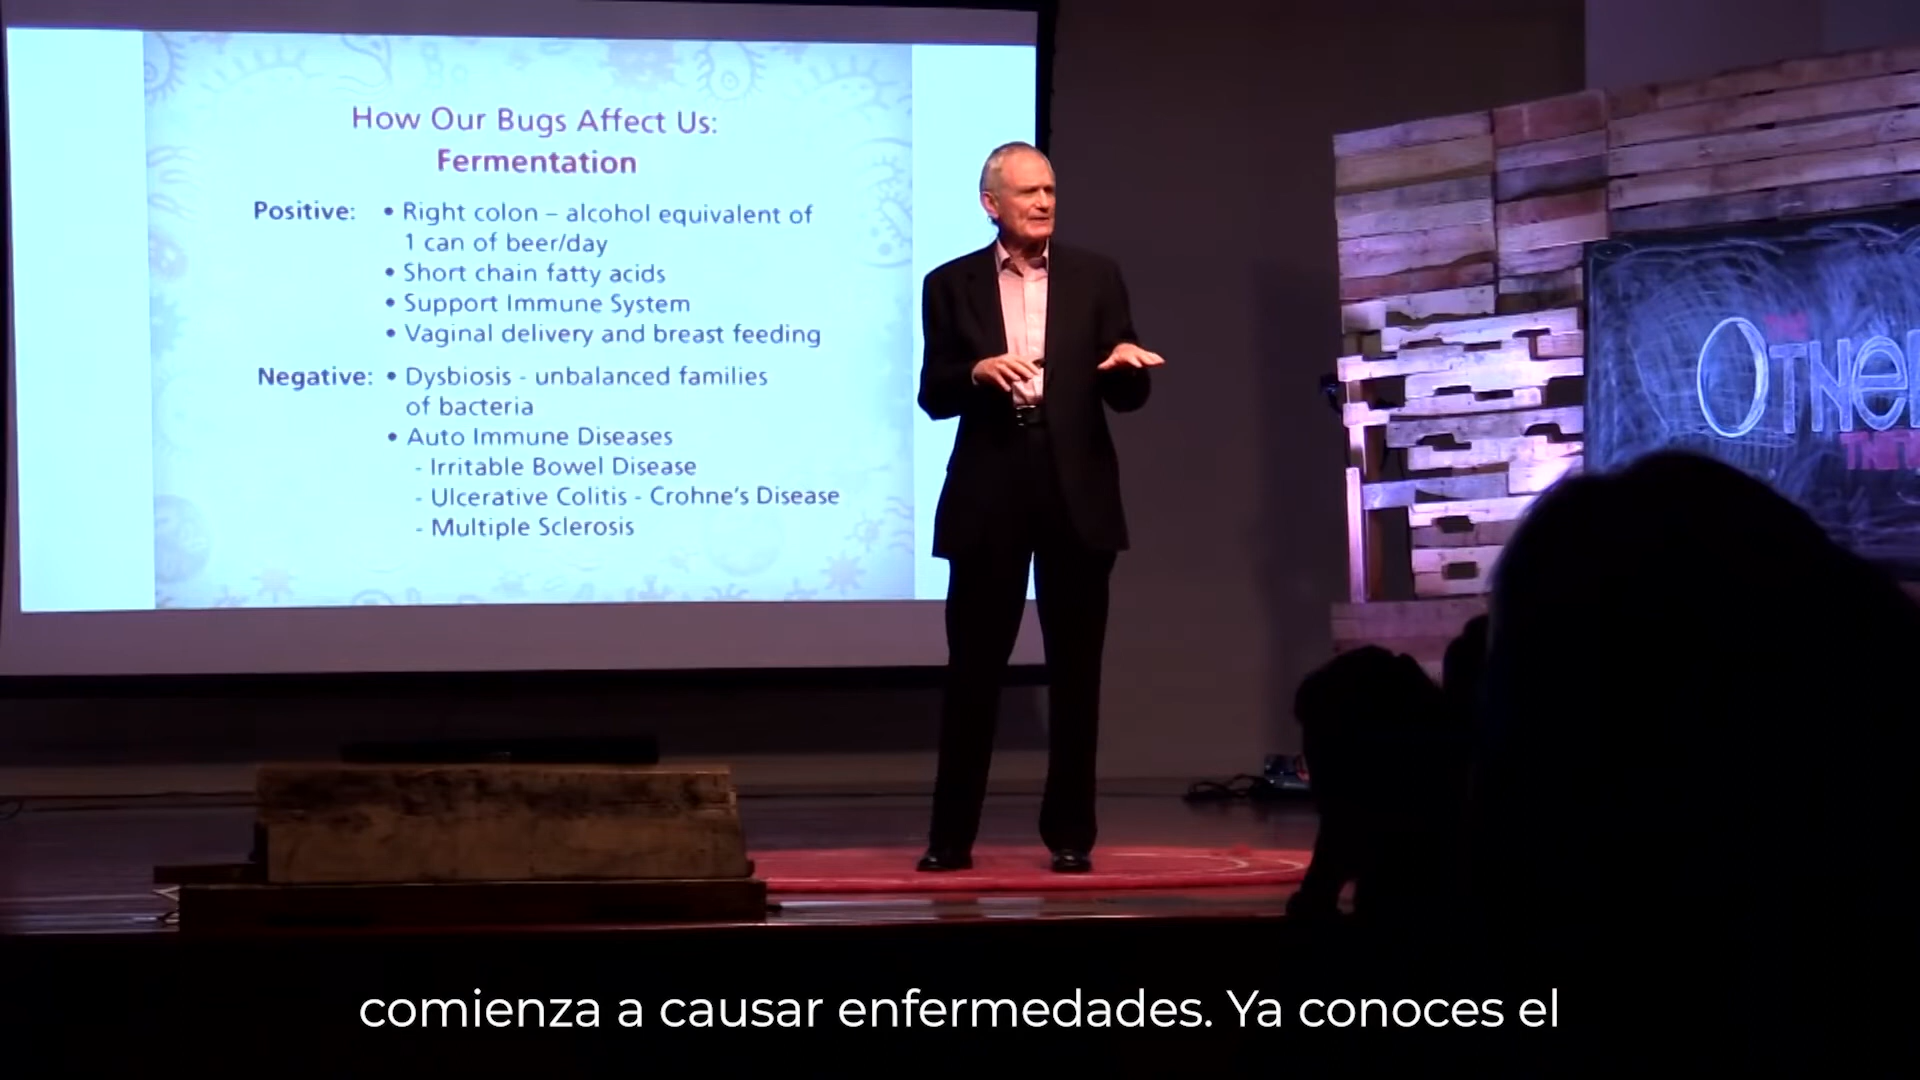 How Our Bugs Affect Us:
Fermentation
Positive: • Right colon – alcohol equivalent of
1 can of beer/day
• Short chain fatty acids
• Support Immune System
• Vaginal delivery and breast feeding
Negative: • Dysbiosis - unbalanced families
of bacteria
• Auto Immune Diseases
- Irritable Bowel Disease
- Ulcerative Colitis - Crohne's Disease
- Multiple Sclerosis
THE
comienza a causar enfermedades. Ya conoces el